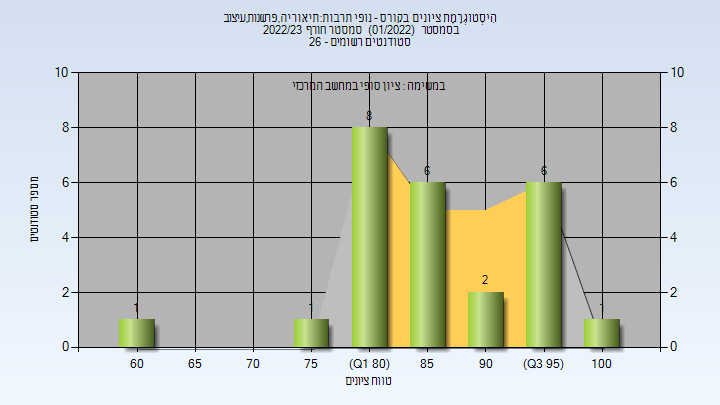 הִיסְטוֹגְרָמַת ציונים בקורס - נופי תרבות:תיאוריה,פרשנות,עיצוב
בסמסטר (01/2022) סמסטר חורף 2022/23
סטודנטים רשומים - 26
במשימה : ציון סופי במחשב המרכזי
10 10
8 8
6 6
4 4
2 2
0 0
1 1 8 6 2 6 1
60 65 70 75 (Q1 80) 85 90 (Q3 95) 100
מספר סטודנטים
טווח ציונים